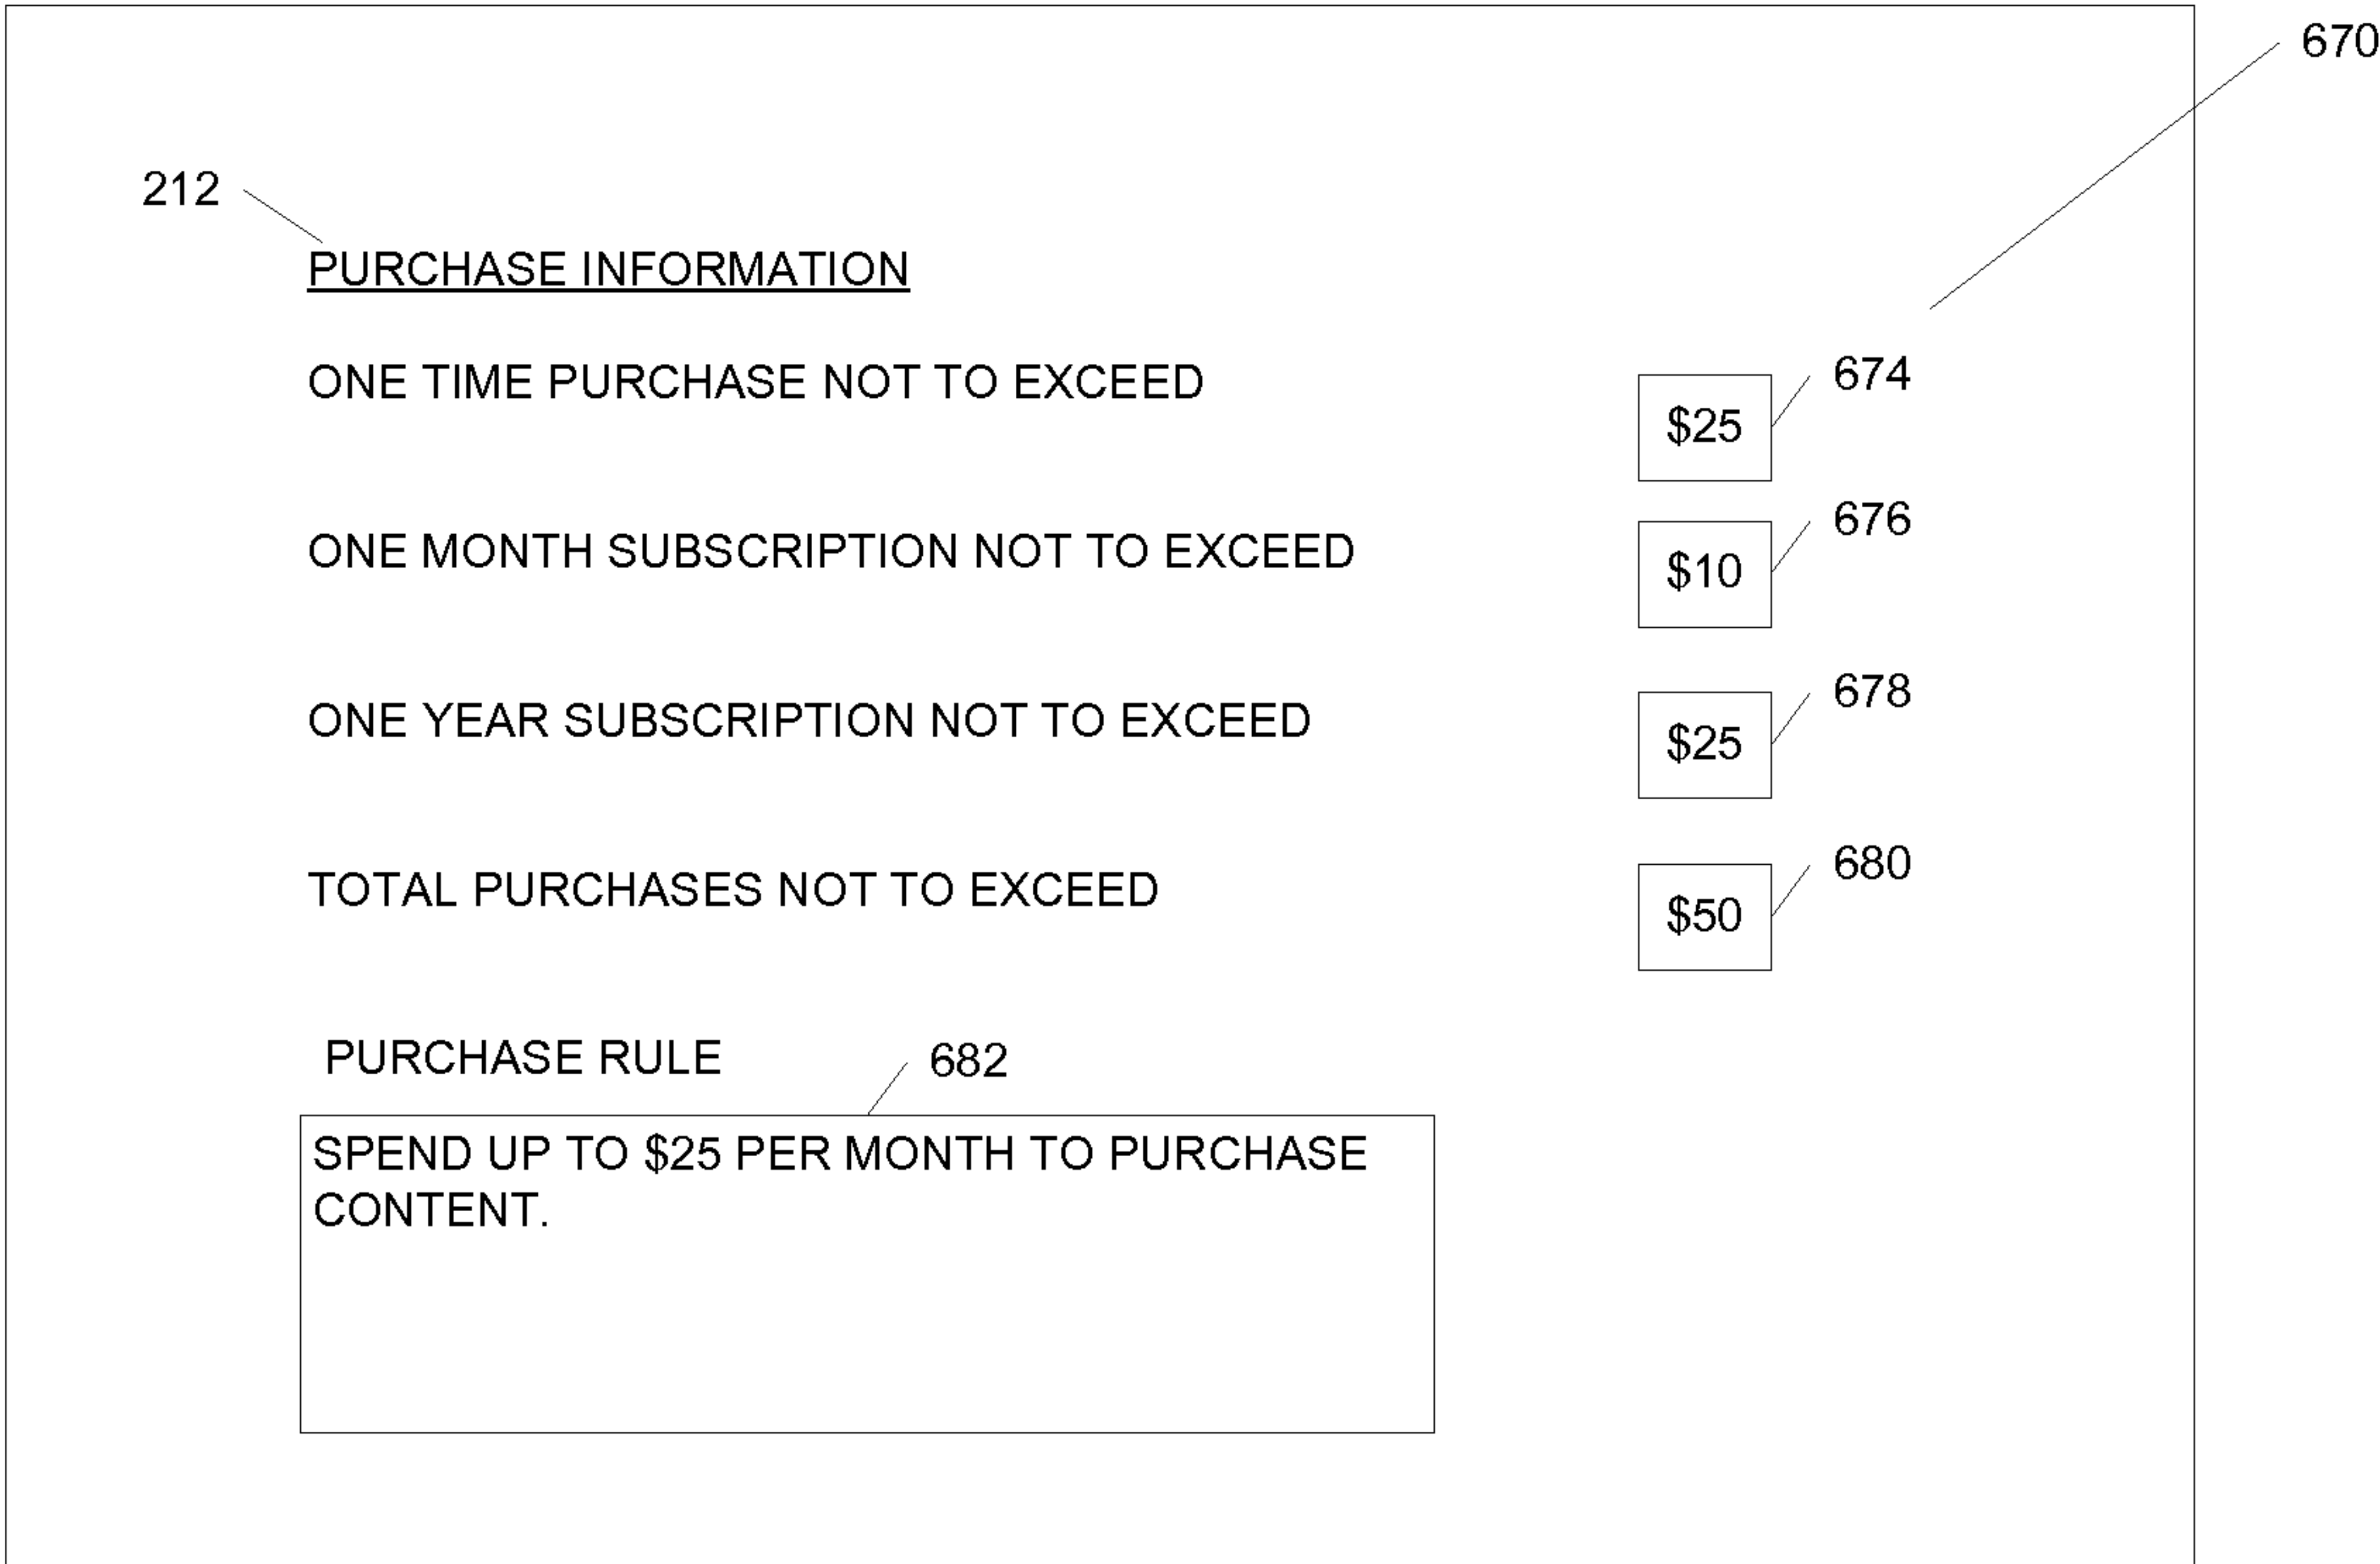 670
212
PURCHASE INFORMATION
ONE TIME PURCHASE NOT TO EXCEED
674
$25
ONE MONTH SUBSCRIPTION NOT TO EXCEED
676
$10
ONE YEAR SUBSCRIPTION NOT TO EXCEED
678
$25
TOTAL PURCHASES NOT TO EXCEED
680
$50
PURCHASE RULE
682
SPEND UP TO $25 PER MONTH TO PURCHASE
CONTENT.